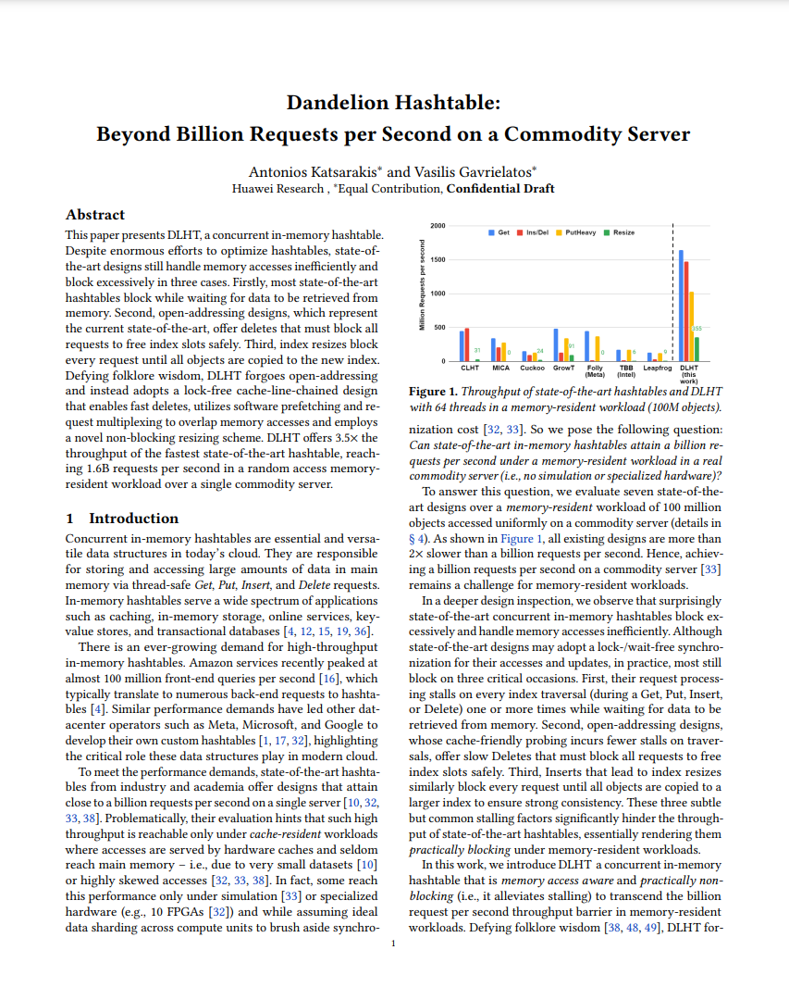 Dandelion Hashtable:
Beyond Billion Requests per Second on a Commodity Server
Antonios Katsarakis* and Vasilis Gavrielatos*
Huawei Research , *Equal Contribution, Confidential Draft
Abstract
This paper presents DLHT, a concurrent in-memory hashtable.
Despite enormous efforts to optimize hashtables, state-of-
the-art designs still handle memory accesses inefficiently and
block excessively in three cases. Firstly, most state-of-the-art
hashtables block while waiting for data to be retrieved from
memory. Second, open-addressing designs, which represent
the current state-of-the-art, offer deletes that must block all
requests to free index slots safely. Third, index resizes block
every request until all objects are copied to the new index.
Defying folklore wisdom, DLHT forgoes open-addressing
and instead adopts a lock-free cache-line-chained design
that enables fast deletes, utilizes software prefetching and re-
quest multiplexing to overlap memory accesses and employs
a novel non-blocking resizing scheme. DLHT offers 3.5× the
throughput of the fastest state-of-the-art hashtable, reach-
ing 1.6B requests per second in a random access memory-
resident workload over a single commodity server.
1 Introduction
Concurrent in-memory hashtables are essential and versa-
tile data structures in today's cloud. They are responsible
for storing and accessing large amounts of data in main
memory via thread-safe Get, Put, Insert, and Delete requests.
In-memory hashtables serve a wide spectrum of applications
such as caching, in-memory storage, online services, key-
value stores, and transactional databases [4, 12, 15, 19, 36].
There is an ever-growing demand for high-throughput
in-memory hashtables. Amazon services recently peaked at
almost 100 million front-end queries per second [16], which
typically translate to numerous back-end requests to hashta-
bles [4]. Similar performance demands have led other dat-
acenter operators such as Meta, Microsoft, and Google to
develop their own custom hashtables [1, 17, 32], highlighting
the critical role these data structures play in modern cloud.
To meet the performance demands, state-of-the-art hashta-
bles from industry and academia offer designs that attain
close to a billion requests per second on a single server [10, 32,
33, 38]. Problematically, their evaluation hints that such high
throughput is reachable only under cache-resident workloads
where accesses are served by hardware caches and seldom
reach main memory – i.e., due to very small datasets [10]
or highly skewed accesses [32, 33, 38]. In fact, some reach
this performance only under simulation [33] or specialized
hardware (e.g., 10 FPGAs [32]) and while assuming ideal
data sharding across compute units to brush aside synchro-
Million Requests per second
2000
1500
1000
500
0
Get Ins/Del PutHeavy Resize
31 0 24 91 0 6 9 355
CLHT MICA Cuckoo GrowT Folly (Meta) TBB (Intel) Leapfrog DLHT (this work)
Figure 1. Throughput of state-of-the-art hashtables and DLHT
with 64 threads in a memory-resident workload (100M objects).
nization cost [32, 33]. So we pose the following question:
Can state-of-the-art in-memory hashtables attain a billion re-
quests per second under a memory-resident workload in a real
commodity server (i.e., no simulation or specialized hardware)?
To answer this question, we evaluate seven state-of-the-
art designs over a memory-resident workload of 100 million
objects accessed uniformly on a commodity server (details in
§ 4). As shown in Figure 1, all existing designs are more than
2× slower than a billion requests per second. Hence, achiev-
ing a billion requests per second on a commodity server [33]
remains a challenge for memory-resident workloads.
In a deeper design inspection, we observe that surprisingly
state-of-the-art concurrent in-memory hashtables block ex-
cessively and handle memory accesses inefficiently. Although
state-of-the-art designs may adopt a lock-/wait-free synchro-
nization for their accesses and updates, in practice, most still
block on three critical occasions. First, their request process-
ing stalls on every index traversal (during a Get, Put, Insert,
or Delete) one or more times while waiting for data to be
retrieved from memory. Second, open-addressing designs,
whose cache-friendly probing incurs fewer stalls on traver-
sals, offer slow Deletes that must block all requests to free
index slots safely. Third, Inserts that lead to index resizes
similarly block every request until all objects are copied to a
larger index to ensure strong consistency. These three subtle
but common stalling factors significantly hinder the through-
put of state-of-the-art hashtables, essentially rendering them
practically blocking under memory-resident workloads.
In this work, we introduce DLHT a concurrent in-memory
hashtable that is memory access aware and practically non-
blocking (i.e., it alleviates stalling) to transcend the billion
request per second throughput barrier in memory-resident
workloads. Defying folklore wisdom [38, 48, 49], DLHT for-
1